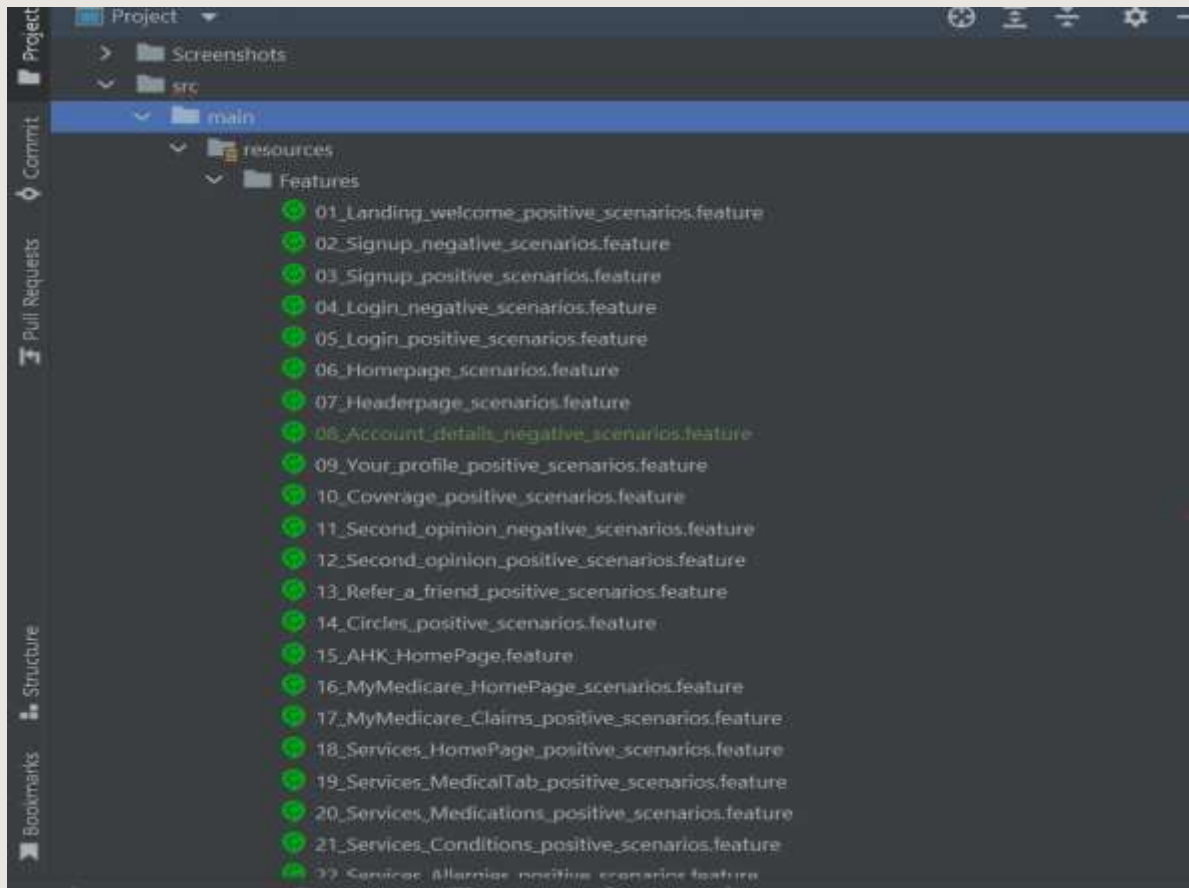 Project
Project
Screenshots
src
main
Commit
resources
Features
01_Landing_welcome_positive_scenarios.feature
02_Signup_negative_scenarios.feature
03_Signup_positive_scenarios.feature
Pull Requests
04_Login_negative_scenarios.feature
05_Login_positive_scenarios.feature
06_Homepage_scenarios.feature
07_Headerpage_scenarios.feature
08_Account_details_negative_scenarios.feature
09_Your_profile_positive_scenarios.feature
10_Coverage_positive_scenarios.feature
11_Second_opinion_negative_scenarios.feature
12_Second_opinion_positive_scenarios.feature
13_Refer_a_friend_positive_scenarios.feature
14_Circles_positive_scenarios.feature
15_AHK_HomePage.feature
Structure
16_MyMedicare_HomePage_scenarios.feature
17_MyMedicare_Claims_positive_scenarios.feature
18_Services_HomePage_positive_scenarios.feature
19_Services_MedicalTab_positive_scenarios.feature
20_Services_Medications_positive_scenarios.feature
Bookmarks
21_Services_Conditions_positive_scenarios.feature
22_Services_Allergies_positive_scenarios.feature